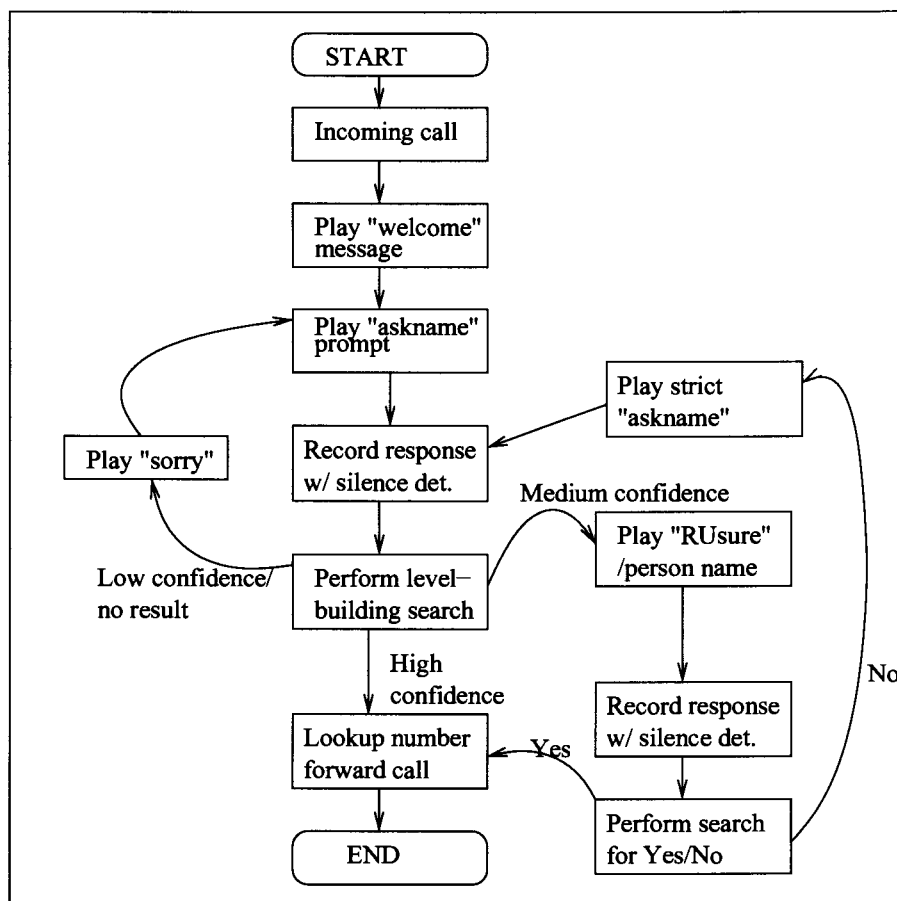 START
Incoming call
Play "welcome"
message
Play "askname"
prompt
Play strict
"askname"
Record response
w/ silence det.
Play "sorry"
Medium confidence
Play "RUsure"
/person name
Low confidence/
no result
Perform level-
building search
High
confidence
No
Record response
w/ silence det.
Lookup number
forward call
Yes
Perform search
for Yes/No
END